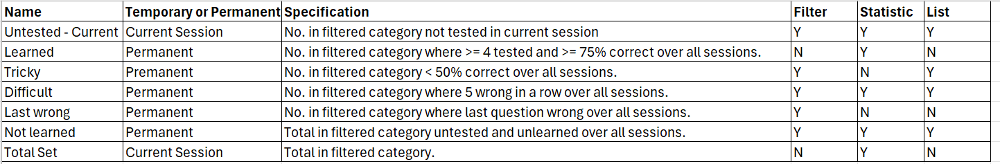 Name Temporary or Permanent Specification Filter Statistic List
Untested - Current Current Session No. in filtered category not tested in current session Y Y Y
Learned Permanent No. in filtered category where >= 4 tested and >= 75% correct over all sessions. N Y N
Tricky Premanent No. in filtered category < 50% correct over all sessions. Y N Y
Difficult Permanent No. in filtered category where 5 wrong in a row over all sessions. Y Y Y
Last wrong Permanent No. in filtered category where last question wrong over all sessions. Y N N
Not learned Permanent Total in filtered category untested and unlearned over all sessions. Y Y Y
Total Set Current Session Total in filtered category. N Y N